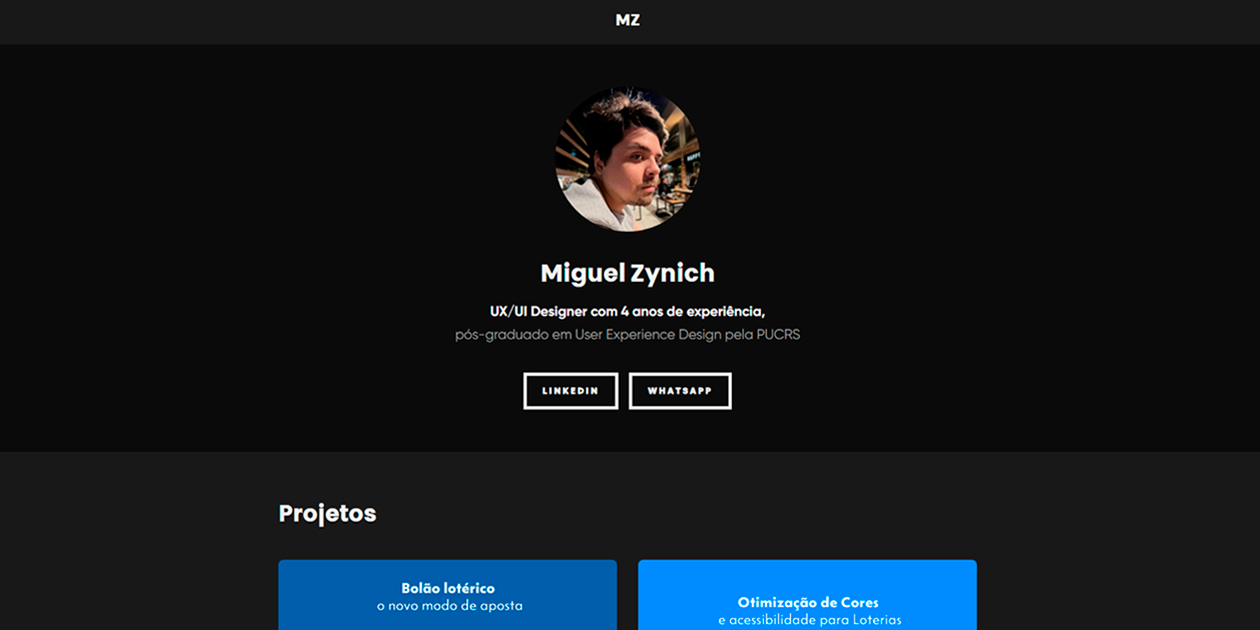 MZ
Miguel Zynich
UX/UI Designer com 4 anos de experiência,
pós-graduado em User Experience Design pela PUCRS
LINKEDIN WHATSAPP
Projetos
Bolão lotérico
o novo modo de aposta
Otimização de Cores
e acessibilidade para Loterias